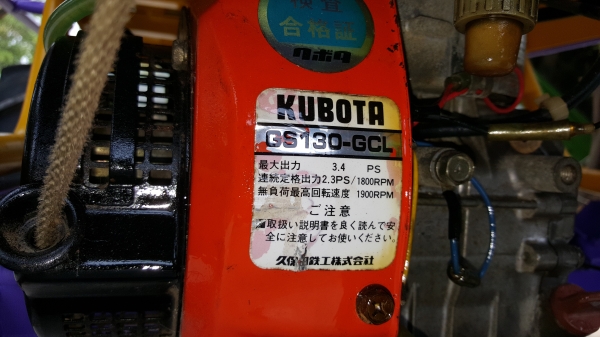 検査
合格証
クボタ
KUBOTA
GS130-GCL
最大出力 3.4 PS
連続定格出力2.3PS/1800RPM
無負荷最高回転速度 1900RPM
ご注意
取扱い説明書を良く読んで安
全に注意してお使いください。
久保田鉄工株式会社